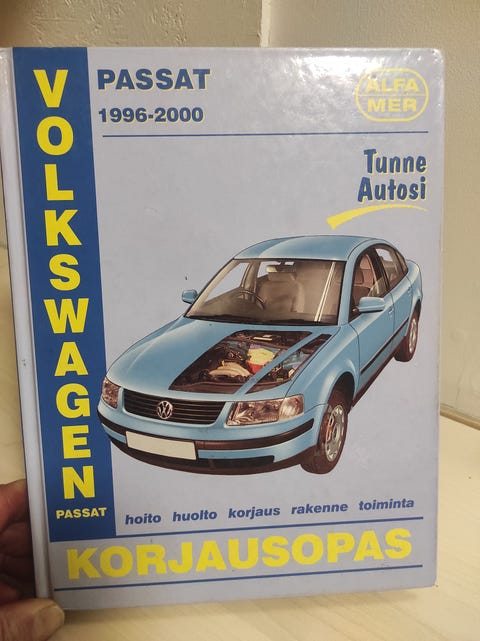 VOLKSWAGEN
PASSAT
PASSAT
1996-2000
ALFA
MER
Tunne
Autosi
hoito huolto korjaus rakenne toiminta
KORJAUSOPAS